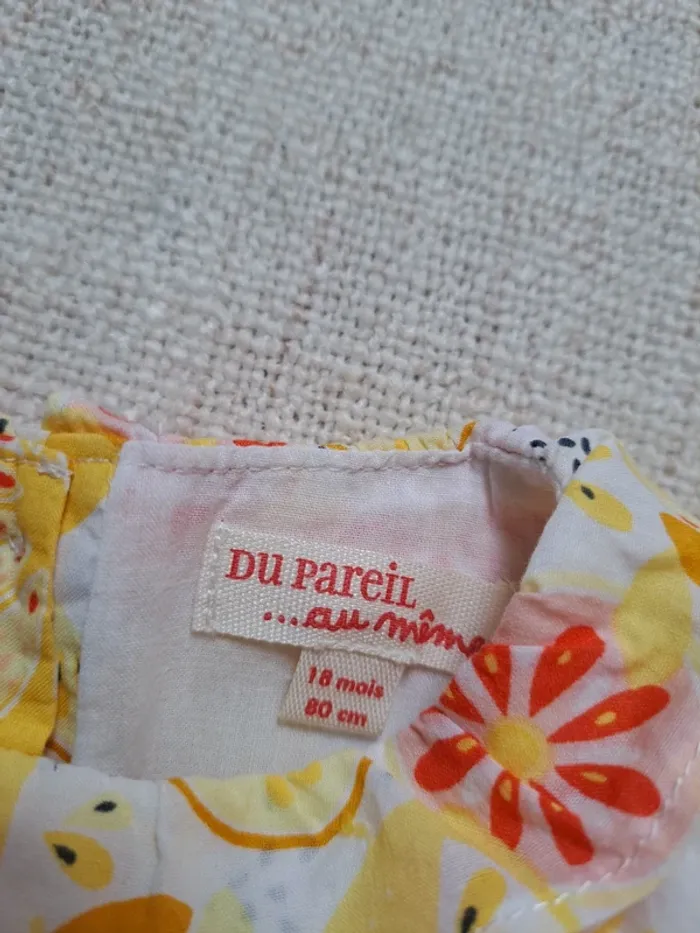 DU PAREIL
...au même
18 mois
80 cm